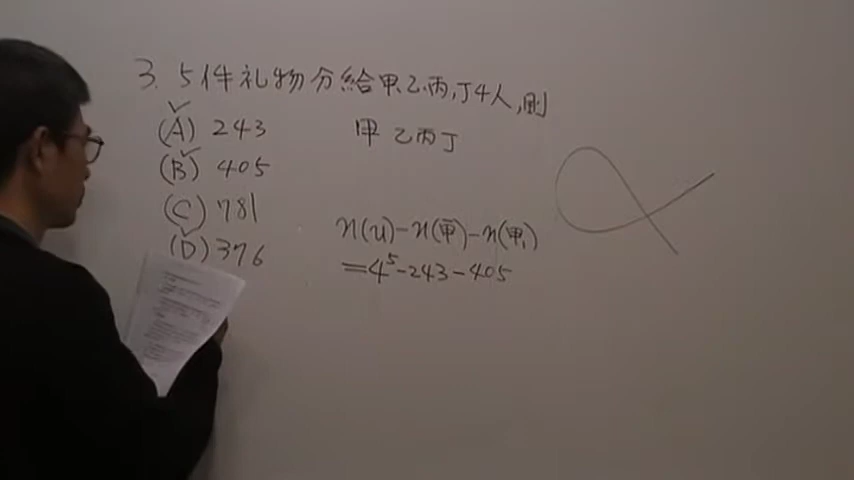 3. 5件礼物分給甲乙丙,丁4人,則
(A) 243
甲 乙丙丁
(B) 405
(C) 781
n(u)-n(甲̅)-n(甲₁)
(D) 376
=4⁵-243-405